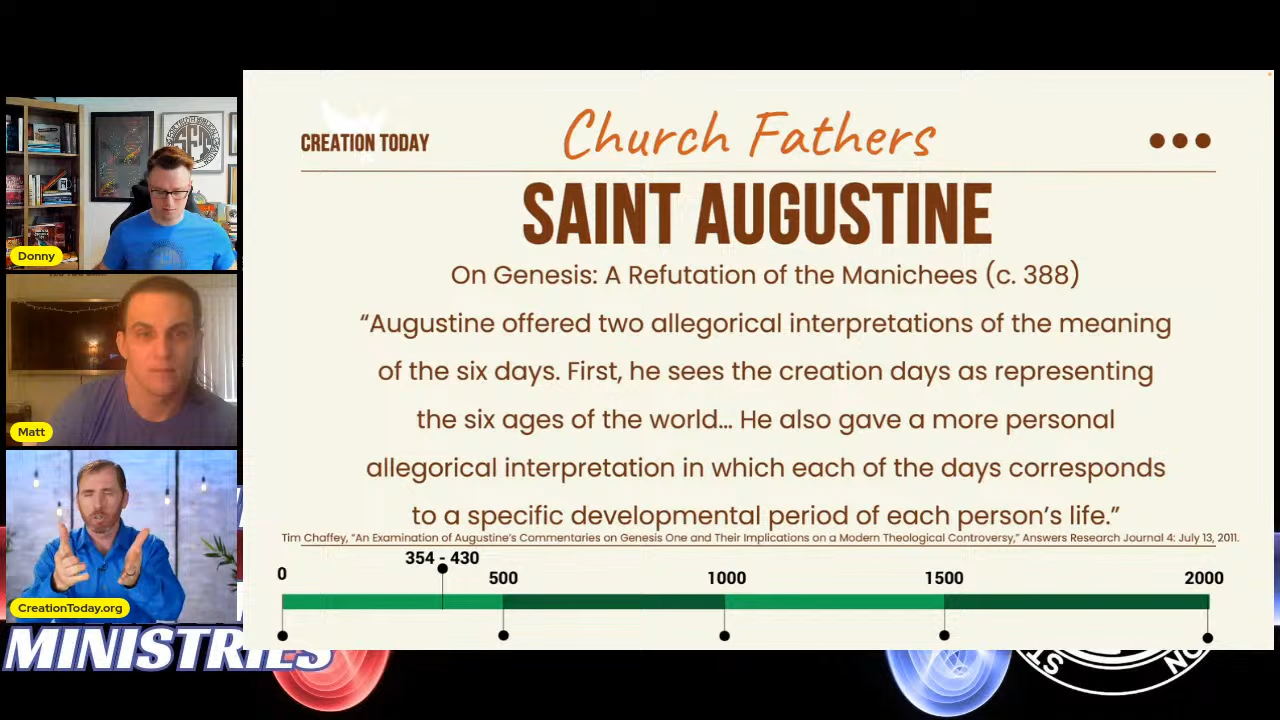 CREATION TODAY
Church Fathers
SAINT AUGUSTINE
On Genesis: A Refutation of the Manichees (c. 388)
“Augustine offered two allegorical interpretations of the meaning
of the six days. First, he sees the creation days as representing
the six ages of the world... He also gave a more personal
allegorical interpretation in which each of the days corresponds
to a specific developmental period of each person’s life.”
Tim Chaffey, “An Examination of Augustine’s Commentaries on Genesis One and Their Implications on a Modern Theological Controversy,” Answers Research Journal 4: July 13, 2011.
354 - 430
0
500
1000
1500
2000
Donny
Matt
CreationToday.org
MINISTRIES